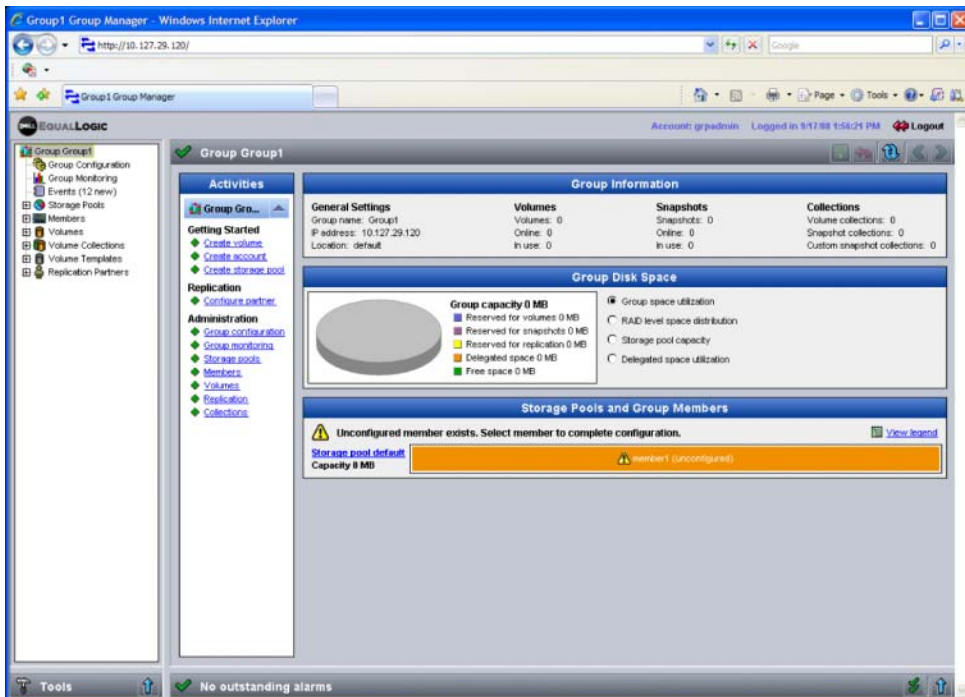 Group1 Group Manager - Windows Internet Explorer
http://10.127.29.120/
Google
Group1 Group Manager
Page
Tools
DELL EQUALLOGIC
Account: grpadmin Logged in 9/17/08 1:56:21 PM Logout
Group Group1
Group Configuration
Group Monitoring
Events (12 new)
Storage Pools
Members
Volumes
Volume Collections
Volume Templates
Replication Partners
Tools
Group Group1
Activities
Group Gro...
Getting Started
Create volume
Create account
Create storage pool
Replication
Configure partner
Administration
Group configuration
Group monitoring
Storage pools
Members
Volumes
Replication
Collections
Group Information
General Settings
Group name: Group1
IP address: 10.127.29.120
Location: default
Volumes
Volumes: 0
Online: 0
In use: 0
Snapshots
Snapshots: 0
Online: 0
In use: 0
Collections
Volume collections: 0
Snapshot collections: 0
Custom snapshot collections: 0
Group Disk Space
Group capacity 0 MB
Reserved for volumes 0 MB
Reserved for snapshots 0 MB
Reserved for replication 0 MB
Delegated space 0 MB
Free space 0 MB
Group space utilization
RAID level space distribution
Storage pool capacity
Delegated space utilization
Storage Pools and Group Members
Unconfigured member exists. Select member to complete configuration.
View legend
Storage pool default
Capacity 0 MB
member1 (unconfigured)
No outstanding alarms